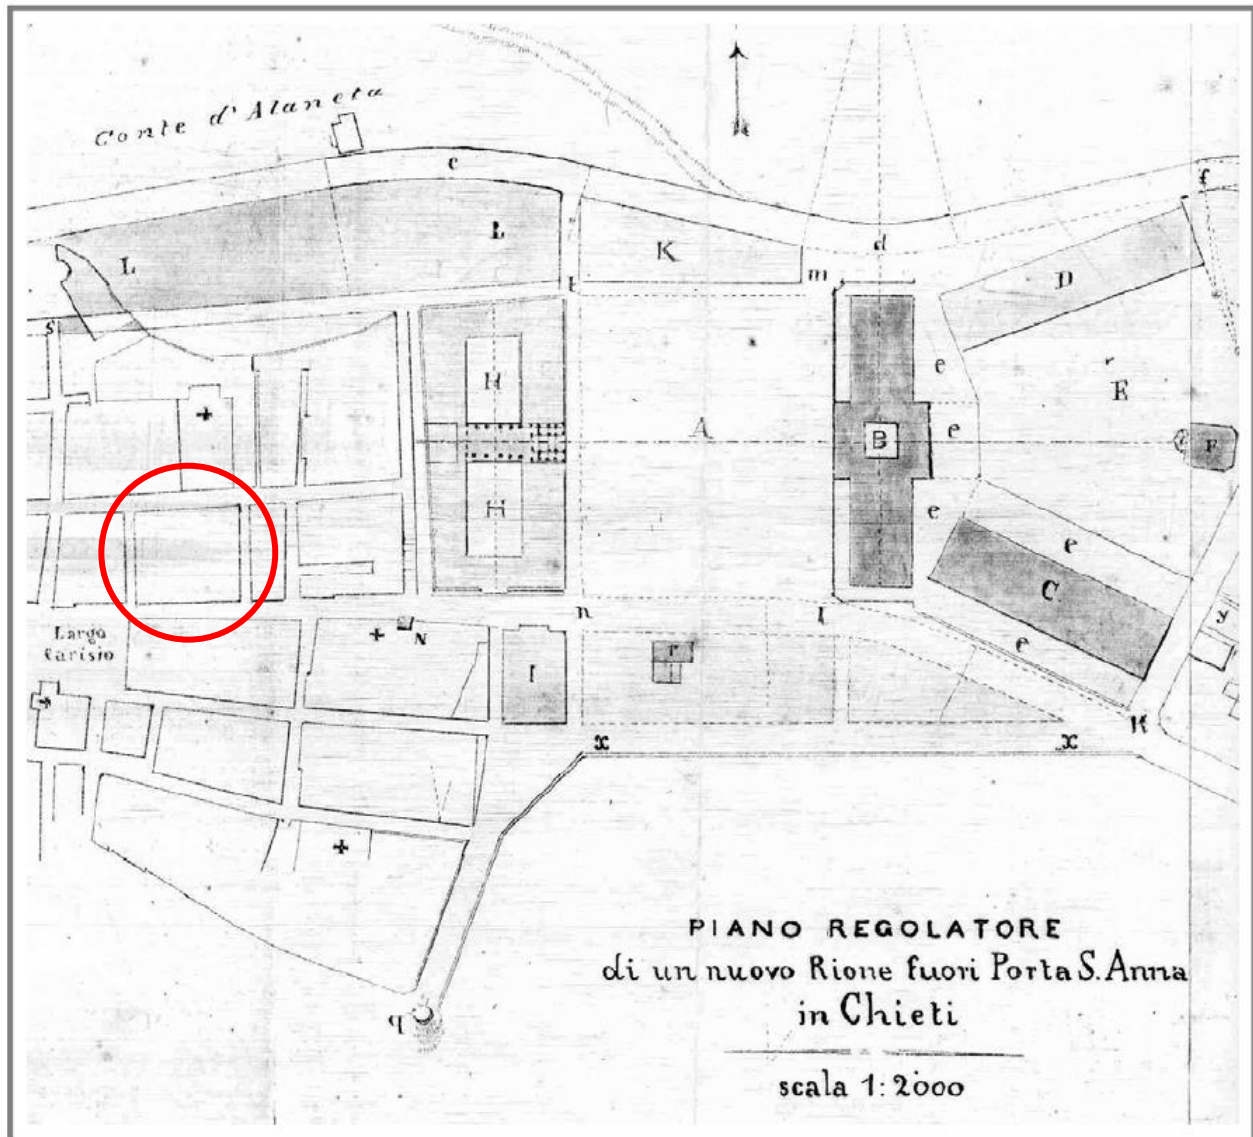 Conte d'Alaneta
c
f
L
L
K
d
t
m
D
s
H
e
r
E
A
B
e
F
H
e
e
C
n
l
y
Largo
Carisio
N
I
r
e
x
x
K
q
PIANO REGOLATORE
di un nuovo Rione fuori Porta S. Anna
in Chieti
scala 1:2000